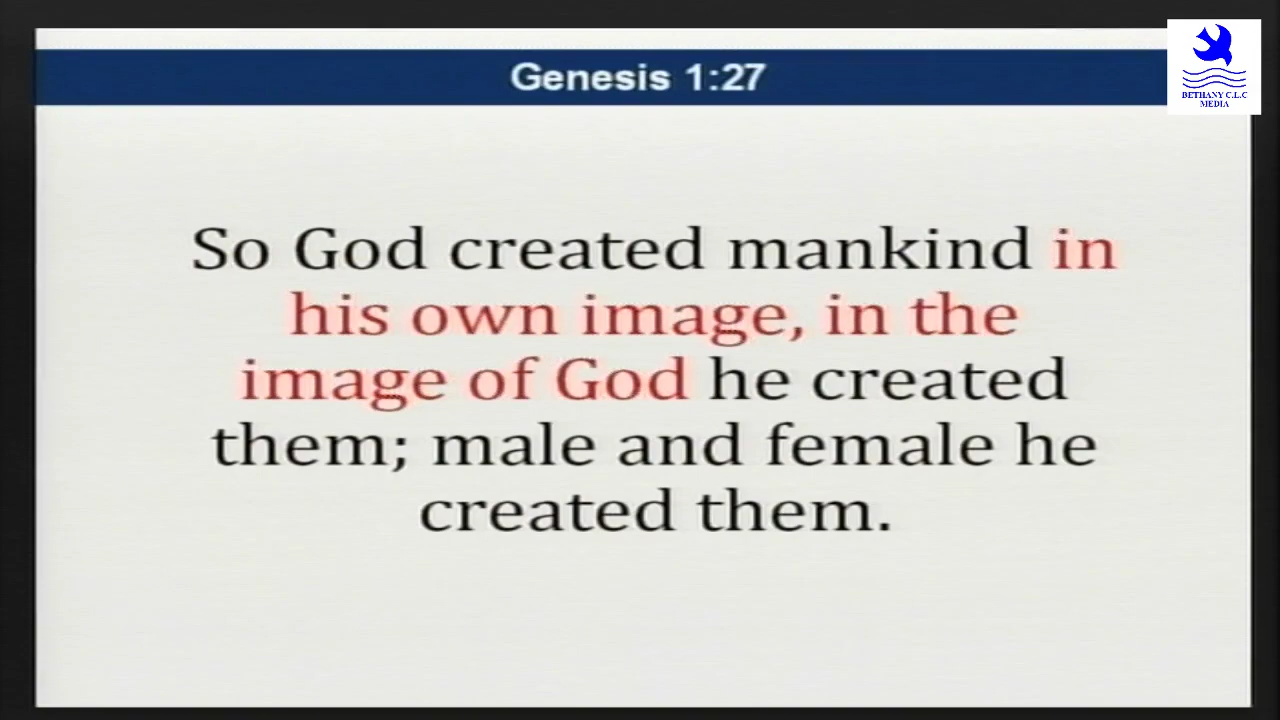 Genesis 1:27
BETHANY C.L.C
MEDIA
So God created mankind in
his own image, in the
image of God he created
them; male and female he
created them.